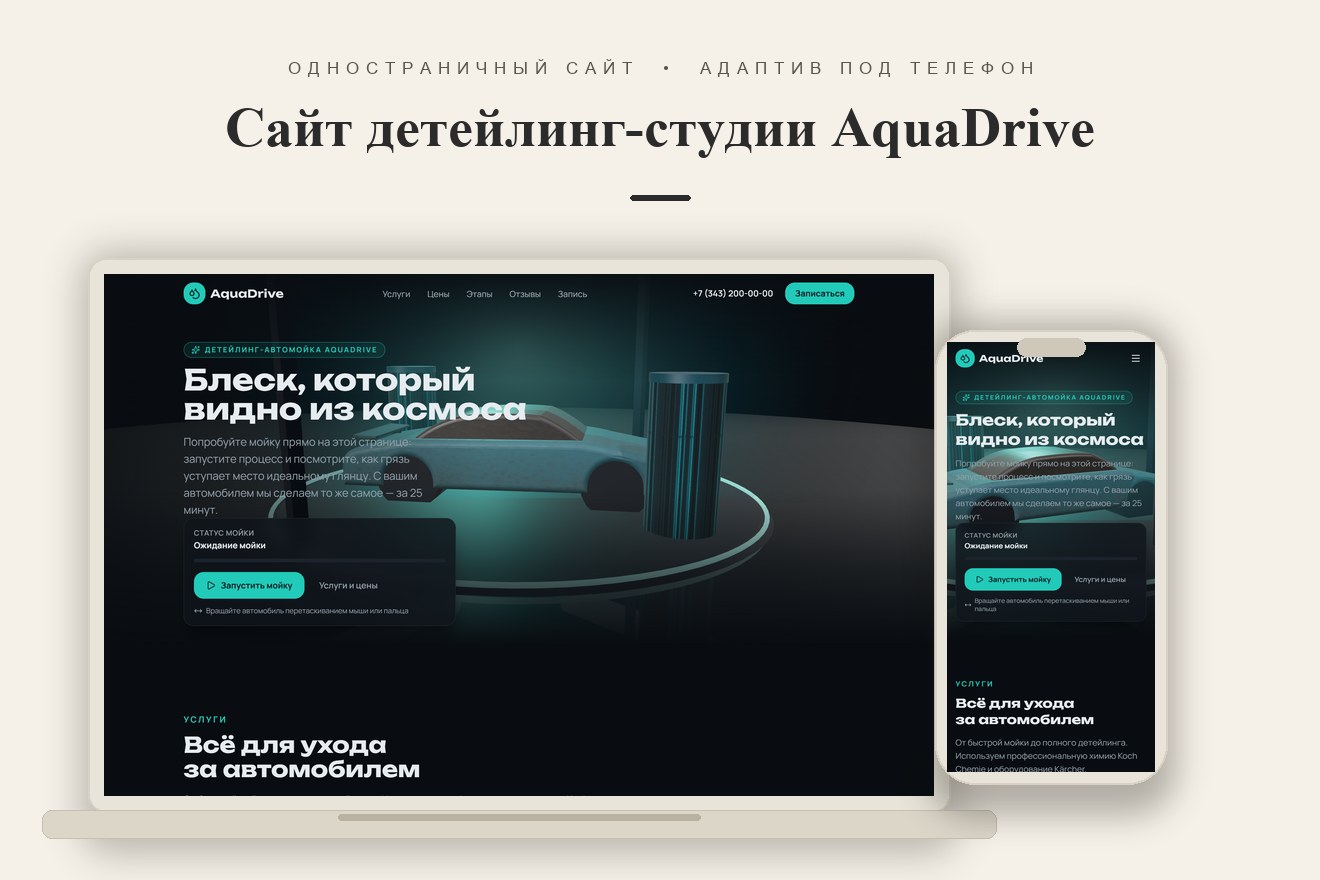 ОДНОСТРАНИЧНЫЙ САЙТ • АДАПТИВ ПОД ТЕЛЕФОН
Сайт детейлинг-студии AquaDrive
AquaDrive
Услуги Цены Этапы Отзывы Запись
+7 (343) 200-00-00
Записаться
ДЕТЕЙЛИНГ-АВТОМОЙКА AQUADRIVE
Блеск, который
видно из космоса
Попробуйте мойку прямо на этой странице:
запустите процесс и посмотрите, как грязь
уступает место идеальному глянцу. С вашим
автомобилем мы сделаем то же самое — за 25
минут.
СТАТУС МОЙКИ
Ожидание мойки
Запустить мойку
Услуги и цены
Вращайте автомобиль перетаскиванием мыши или пальца
УСЛУГИ
Всё для ухода
за автомобилем
AquaDrive
ДЕТЕЙЛИНГ-АВТОМОЙКА AQUADRIVE
Блеск, который
видно из космоса
Попробуйте мойку прямо на этой странице:
запустите процесс и посмотрите, как грязь
уступает место идеальному глянцу. С вашим
автомобилем мы сделаем то же самое — за 25
минут.
СТАТУС МОЙКИ
Ожидание мойки
Запустить мойку
Услуги и цены
Вращайте автомобиль перетаскиванием мыши или
пальца
УСЛУГИ
Всё для ухода
за автомобилем
От быстрой мойки до полного детейлинга.
Используем профессиональную химию Koch
Chemie и оборудование Kärcher.